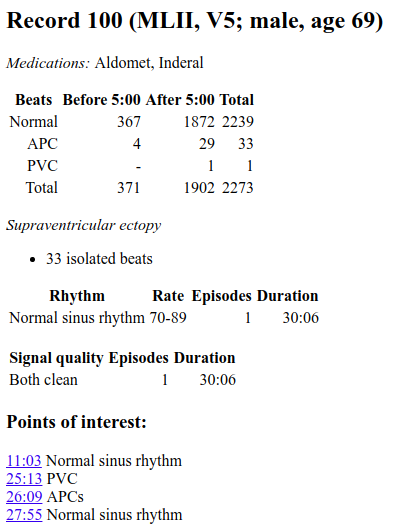 Record 100 (MLII, V5; male, age 69)
Medications: Aldomet, Inderal
Beats Before 5:00 After 5:00 Total
Normal 367 1872 2239
APC 4 29 33
PVC - 1 1
Total 371 1902 2273
Supraventricular ectopy
• 33 isolated beats
Rhythm Rate Episodes Duration
Normal sinus rhythm 70-89 1 30:06
Signal quality Episodes Duration
Both clean 1 30:06
Points of interest:
11:03 Normal sinus rhythm
25:13 PVC
26:09 APCs
27:55 Normal sinus rhythm